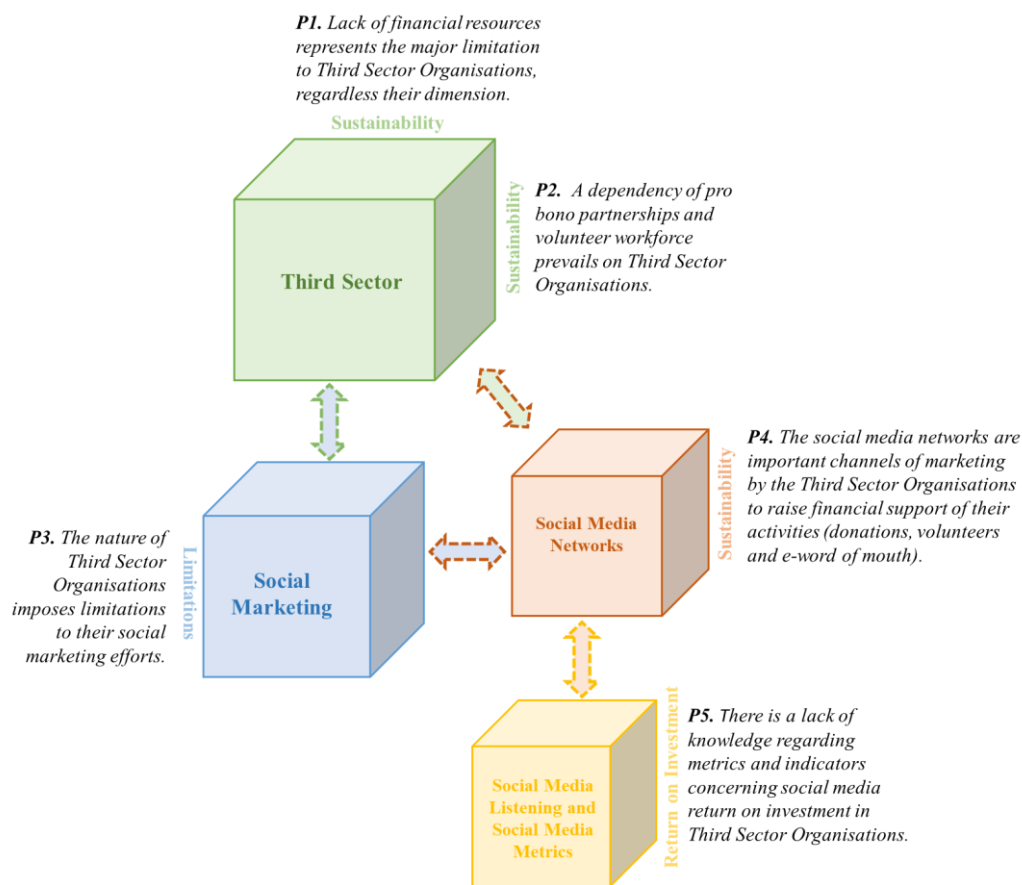 P1. Lack of financial resources
represents the major limitation
to Third Sector Organisations,
regardless their dimension.
Sustainability
Third Sector
Sustainability
P2. A dependency of pro
bono partnerships and
volunteer workforce
prevails on Third Sector
Organisations.
P3. The nature of
Third Sector
Organisations
imposes limitations
to their social
marketing efforts.
Limitations
Social
Marketing
Social Media
Networks
Sustainability
P4. The social media networks are
important channels of marketing
by the Third Sector Organisations
to raise financial support of their
activities (donations, volunteers
and e-word of mouth).
Social Media
Listening and
Social Media
Metrics
Return on Investment
P5. There is a lack of
knowledge regarding
metrics and indicators
concerning social media
return on investment in
Third Sector Organisations.